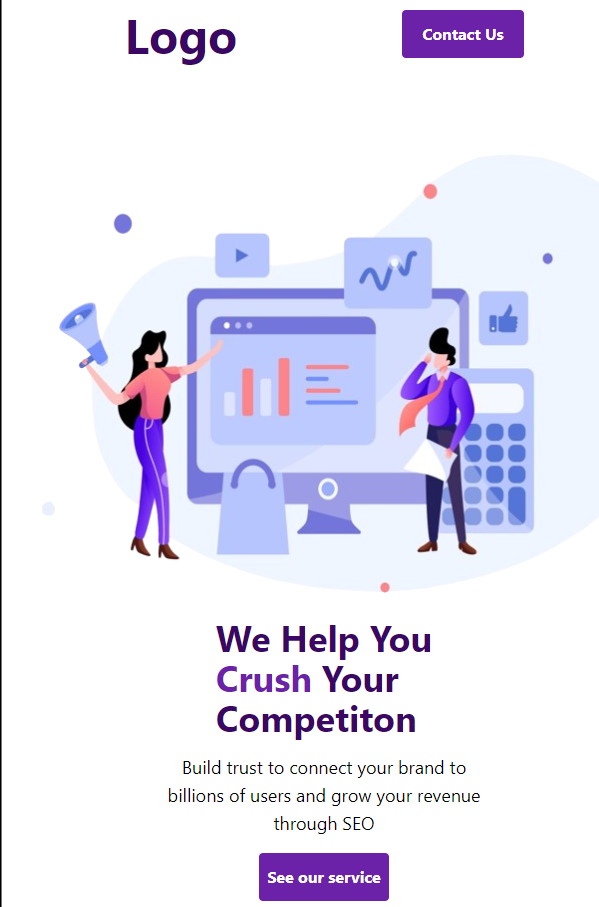 Logo
Contact Us
We Help You
Crush Your
Competiton
Build trust to connect your brand to
billions of users and grow your revenue
through SEO
See our service